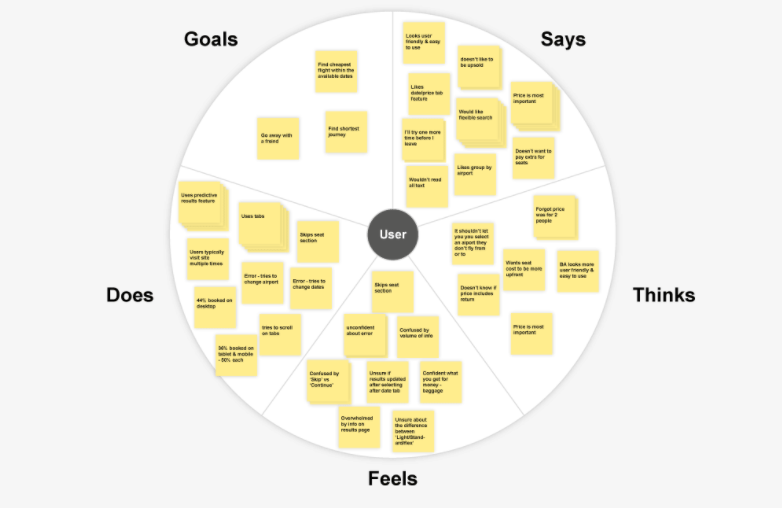 Goals
Says
Find cheapest
flight within the
available dates
Go away with
a friend
Find shortest
journey
Looks user
friendly & easy
to use
doesn't like to
be upsold
Likes
date/price tab
feature
Price is most
important
Would like
flexible search
I'll try one more
time before I
leave
Doesn't want to
pay extra for
seats
Likes group by
airport
Wouldn't read
all text
User
Does
Uses predictive
results feature
Uses tabs
Skips seat
section
Users typically
visit site
multiple times
Error - tries to
change airport
Error - tries to
change dates
44% booked on
desktop
tries to scroll
on tabs
56% booked on
tablet & mobile
- 50% each
Thinks
Forgot price
was for 2
people
It shouldn't let
you you select
an aiport they
don't fly from
or to
Wants seat
cost to be more
upfront
BA looks more
user friendly &
easy to use
Doesn't know if
price includes
return
Price is most
important
Skips seat
section
unconfident
about error
Confused by
volume of info
Confused by
'Skip' vs
'Continue'
Unsure if
results updated
after selecting
after date tab
Confident what
you get for
money -
baggage
Overwhelmed
by info on
results page
Unsure about
the difference
between
Feels